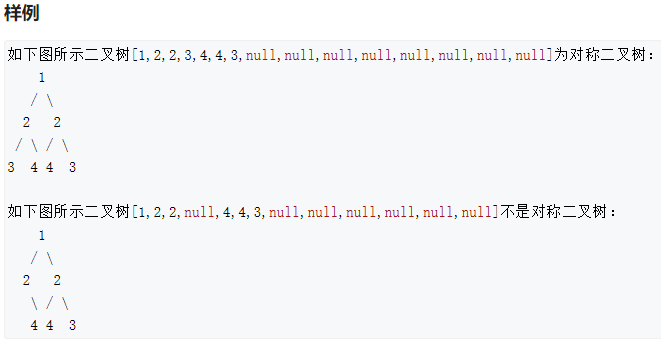 样例
如下图所示二叉树[1,2,2,3,4,4,3,null,null,null,null,null,null,null,null]为对称二叉树：
    1
   / \
  2   2
 / \ / \
3  4 4  3
如下图所示二叉树[1,2,2,null,4,4,3,null,null,null,null,null,null]不是对称二叉树：
    1
   / \
  2   2
   \ / \
   4 4  3